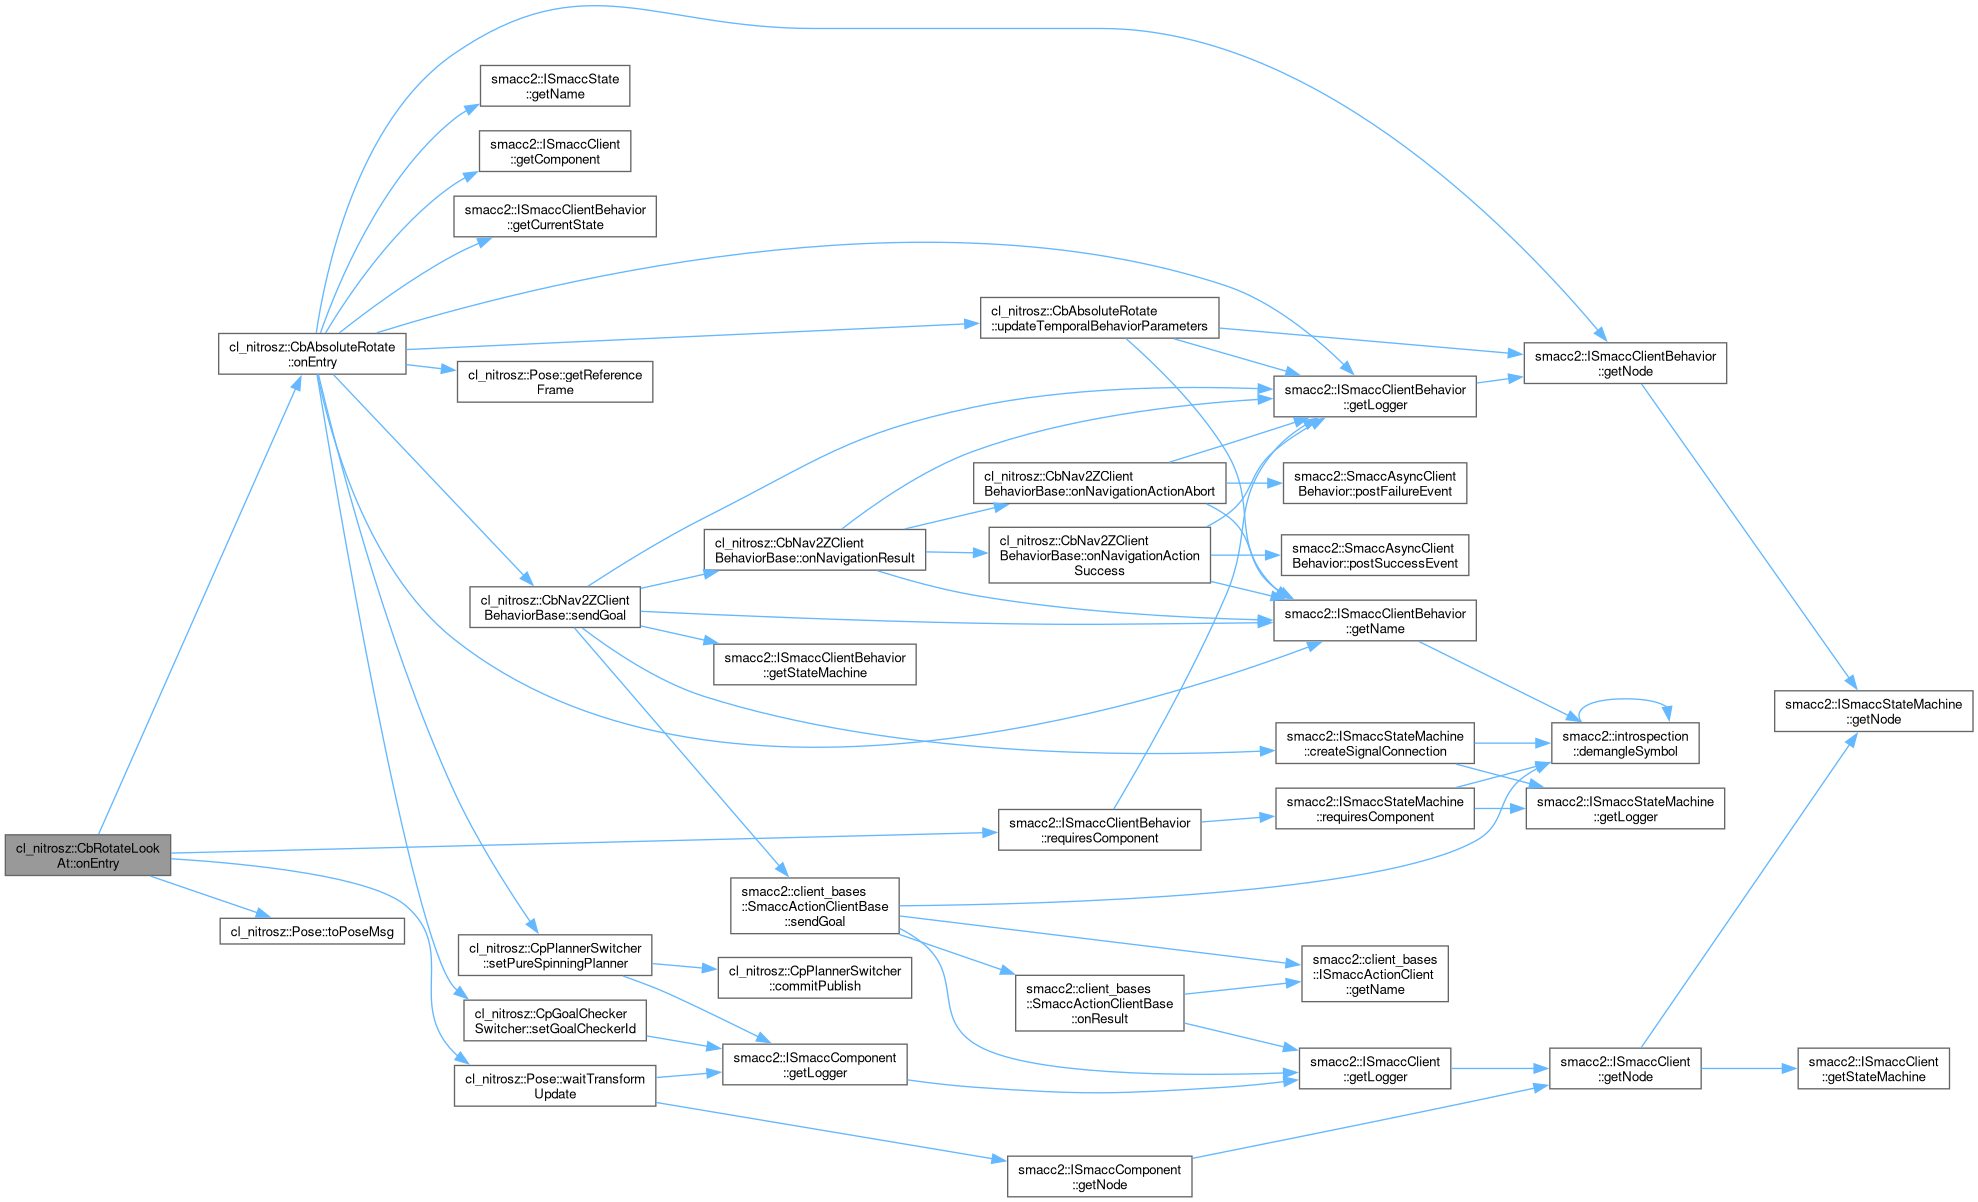 smacc2::ISmaccState
::getName
smacc2::ISmaccClient
::getComponent
smacc2::ISmaccClientBehavior
::getCurrentState
cl_nitrosz::CbAbsoluteRotate
::updateTemporalBehaviorParameters
cl_nitrosz::CbAbsoluteRotate
::onEntry
smacc2::ISmaccClientBehavior
::getNode
cl_nitrosz::Pose::getReference
Frame
smacc2::ISmaccClientBehavior
::getLogger
cl_nitrosz::CbNav2ZClient
BehaviorBase::onNavigationActionAbort
smacc2::SmaccAsyncClient
Behavior::postFailureEvent
cl_nitrosz::CbNav2ZClient
BehaviorBase::onNavigationResult
cl_nitrosz::CbNav2ZClient
BehaviorBase::onNavigationAction
Success
smacc2::SmaccAsyncClient
Behavior::postSuccessEvent
cl_nitrosz::CbNav2ZClient
BehaviorBase::sendGoal
smacc2::ISmaccClientBehavior
::getName
smacc2::ISmaccClientBehavior
::getStateMachine
smacc2::ISmaccStateMachine
::getNode
smacc2::ISmaccStateMachine
::createSignalConnection
smacc2::introspection
::demangleSymbol
smacc2::ISmaccStateMachine
::requiresComponent
smacc2::ISmaccStateMachine
::getLogger
smacc2::ISmaccClientBehavior
::requiresComponent
cl_nitrosz::CbRotateLook
At::onEntry
smacc2::client_bases
::SmaccActionClientBase
::sendGoal
cl_nitrosz::Pose::toPoseMsg
cl_nitrosz::CpPlannerSwitcher
::setPureSpinningPlanner
cl_nitrosz::CpPlannerSwitcher
::commitPublish
smacc2::client_bases
::ISmaccActionClient
::getName
smacc2::client_bases
::SmaccActionClientBase
::onResult
cl_nitrosz::CpGoalChecker
Switcher::setGoalCheckerId
smacc2::ISmaccComponent
::getLogger
smacc2::ISmaccClient
::getLogger
smacc2::ISmaccClient
::getNode
smacc2::ISmaccClient
::getStateMachine
cl_nitrosz::Pose::waitTransform
Update
smacc2::ISmaccComponent
::getNode